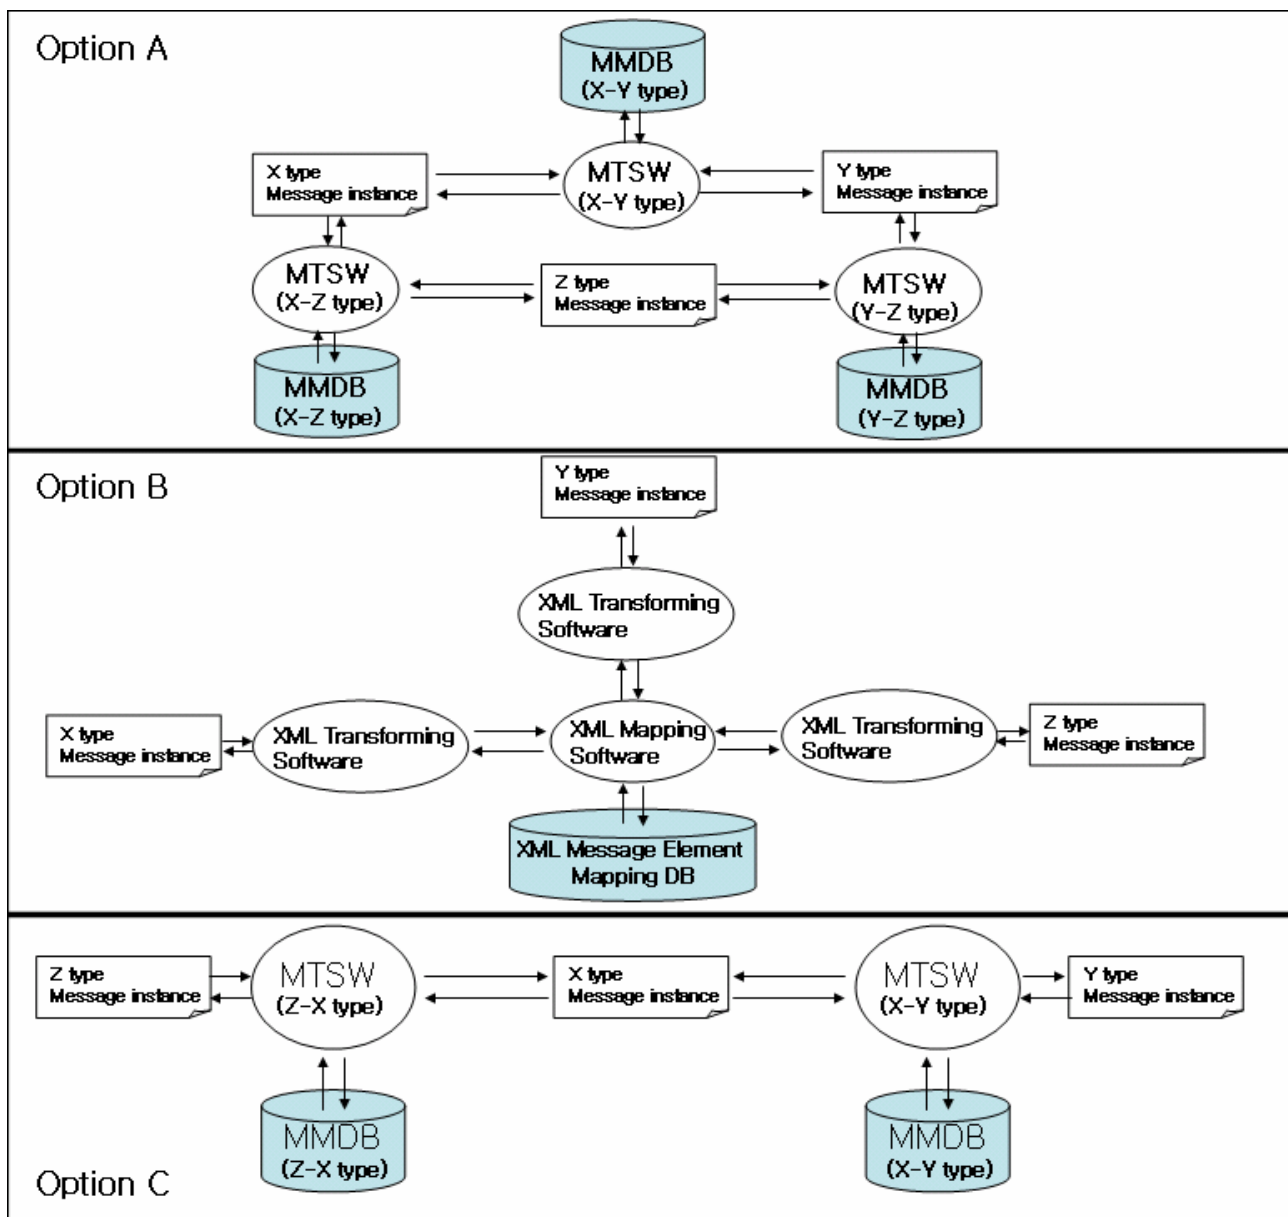 Option A
MMDB
(X-Y type)
X type
Message instance
MTSW
(X-Y type)
Y type
Message instance
MTSW
(X-Z type)
Z type
Message instance
MTSW
(Y-Z type)
MMDB
(X-Z type)
MMDB
(Y-Z type)
Option B
Y type
Message instance
XML Transforming
Software
X type
Message instance
XML Transforming
Software
XML Mapping
Software
XML Transforming
Software
Z type
Message instance
XML Message Element
Mapping DB
Z type
Message instance
MTSW
(Z-X type)
X type
Message instance
MTSW
(X-Y type)
Y type
Message instance
MMDB
(Z-X type)
MMDB
(X-Y type)
Option C